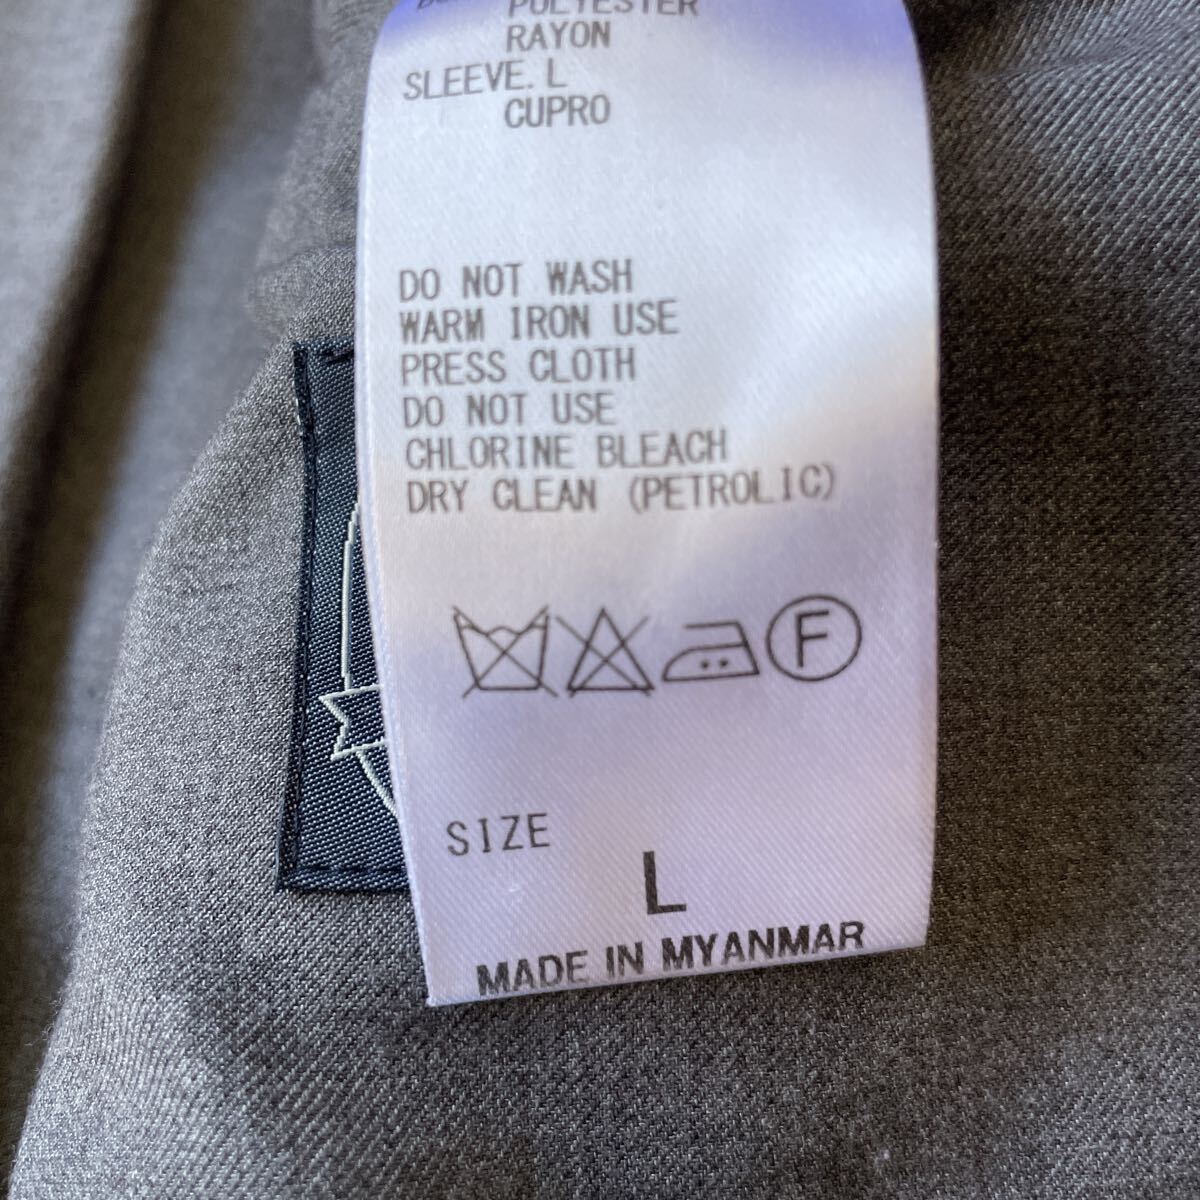 POLYESTER
RAYON
SLEEVE. L
CUPRO
DO NOT WASH
WARM IRON USE
PRESS CLOTH
DO NOT USE
CHLORINE BLEACH
DRY CLEAN (PETROLIC)
F
SIZE
L
MADE IN MYANMAR